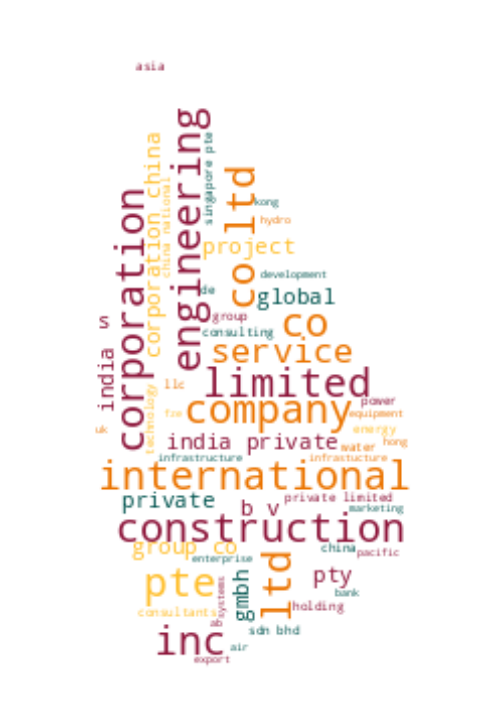 asia
engineering
singapore pte
corporation china
china national
co ltd
corporation
kong
hydro
project
development
de
global
s
group
consulting
co
india
service
llc
limited
technology
power
fze
company
equipment
uk
energy
india private
water
hong
infrastructure
infrastucture
international
private
private limited
b v
marketing
construction
group co
china
pacific
enterprise
ltd
pte
gmbh
pty
systems
bank
consultants
holding
ab
sdn bhd
inc
air
export